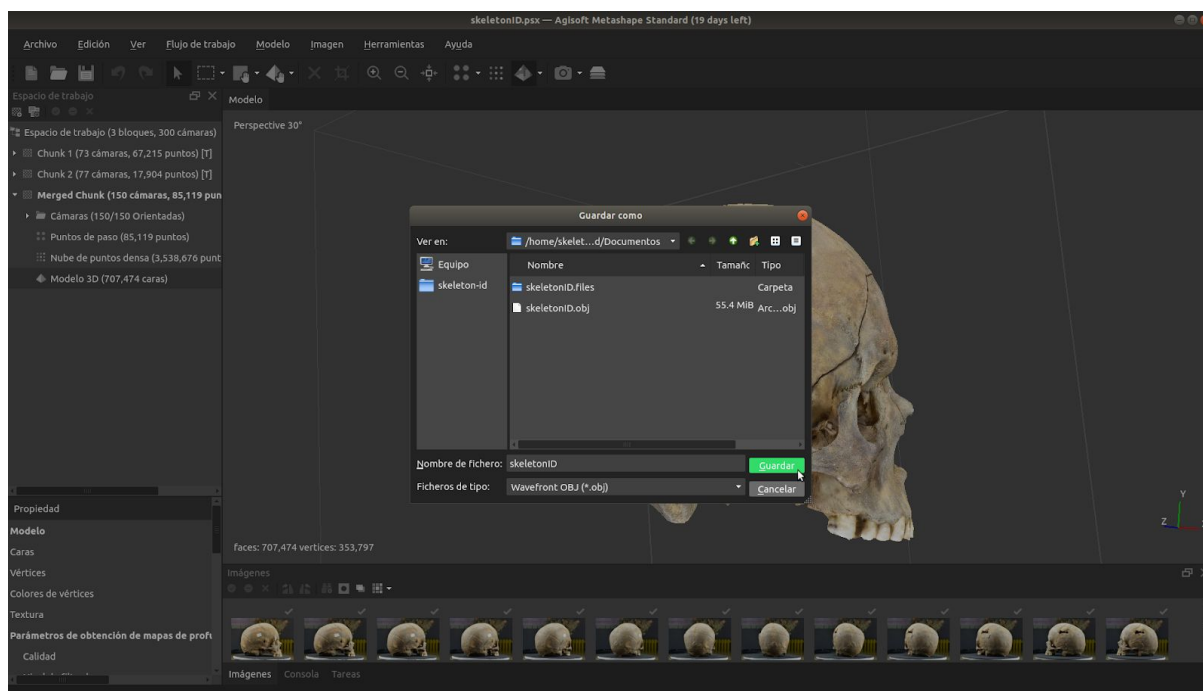 skeletonID.psx — Agisoft Metashape Standard (19 days left)
Archivo Edición Ver Flujo de trabajo Modelo Imagen Herramientas Ayuda
Espacio de trabajo
Espacio de trabajo (3 bloques, 300 cámaras)
Chunk 1 (73 cámaras, 67,215 puntos) [T]
Chunk 2 (77 cámaras, 17,904 puntos) [T]
Merged Chunk (150 cámaras, 85,119 pun
Cámaras (150/150 Orientadas)
Puntos de paso (85,119 puntos)
Nube de puntos densa (3,538,676 punt
Modelo 3D (707,474 caras)
Propiedad
Modelo
Caras
Vértices
Colores de vértices
Textura
Parámetros de obtención de mapas de profu
Calidad
Modelo
Perspective 30°
Guardar como
Ver en: /home/skelet...d/Documentos
Equipo
skeleton-id
Nombre Tamañc Tipo
skeletonID.files Carpeta
skeletonID.obj 55.4 MiB Arc...obj
Nombre de fichero: skeletonID Guardar
Ficheros de tipo: Wavefront OBJ (*.obj) Cancelar
Y
Z
faces: 707,474 vertices: 353,797
Imágenes
Imágenes Consola Tareas